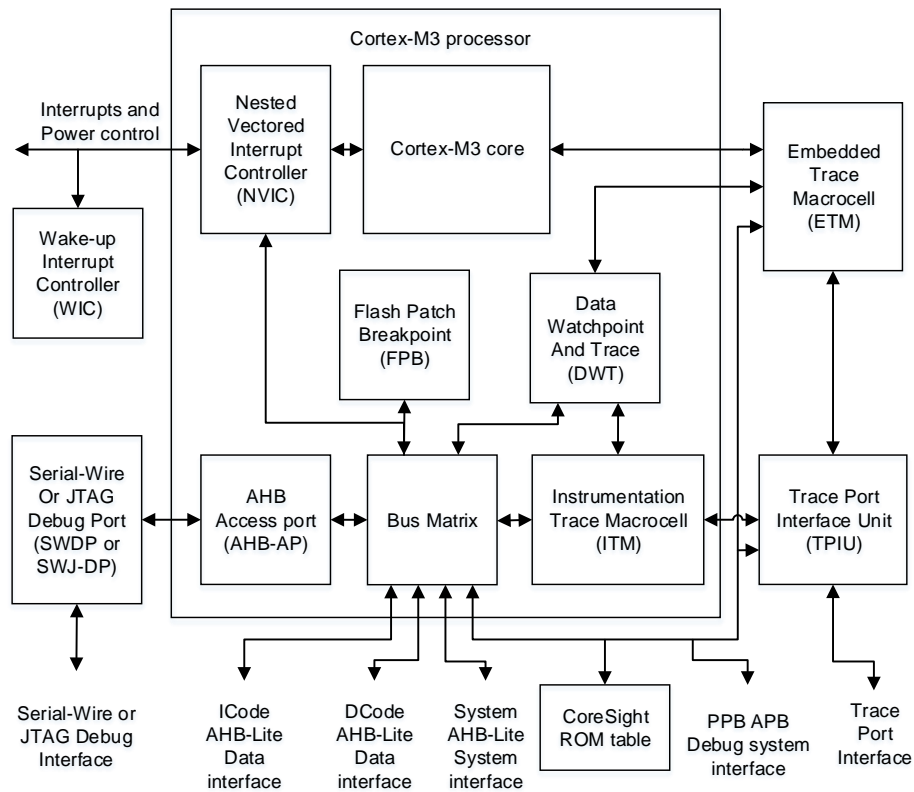 Cortex-M3 processor
Interrupts and
Power control
Nested
Vectored
Interrupt
Controller
(NVIC)
Cortex-M3 core
Embedded
Trace
Macrocell
(ETM)
Wake-up
Interrupt
Controller
(WIC)
Flash Patch
Breakpoint
(FPB)
Data
Watchpoint
And Trace
(DWT)
Serial-Wire
Or JTAG
Debug Port
(SWDP or
SWJ-DP)
AHB
Access port
(AHB-AP)
Bus Matrix
Instrumentation
Trace Macrocell
(ITM)
Trace Port
Interface Unit
(TPIU)
Serial-Wire or
JTAG Debug
Interface
ICode
AHB-Lite
Data
interface
DCode
AHB-Lite
Data
interface
System
AHB-Lite
System
interface
CoreSight
ROM table
PPB APB
Debug system
interface
Trace
Port
Interface